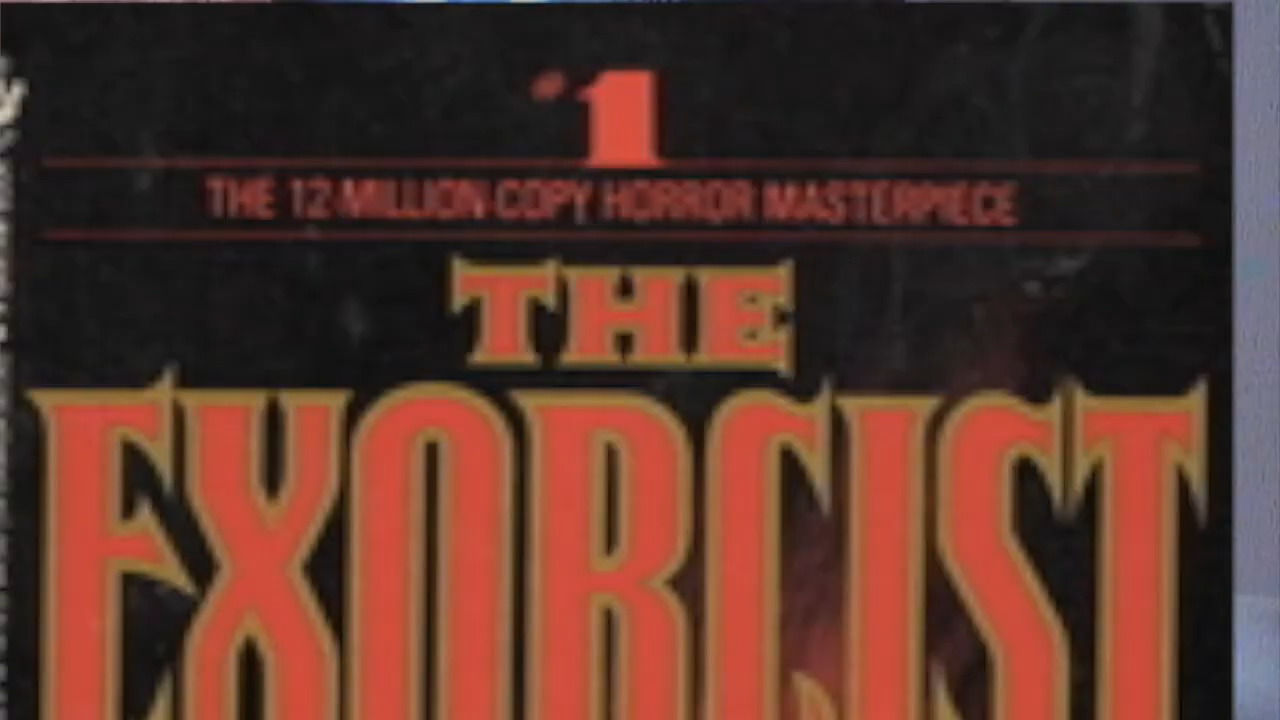 #1
THE 12-MILLION-COPY HORROR MASTERPIECE
THE
EXORCIST